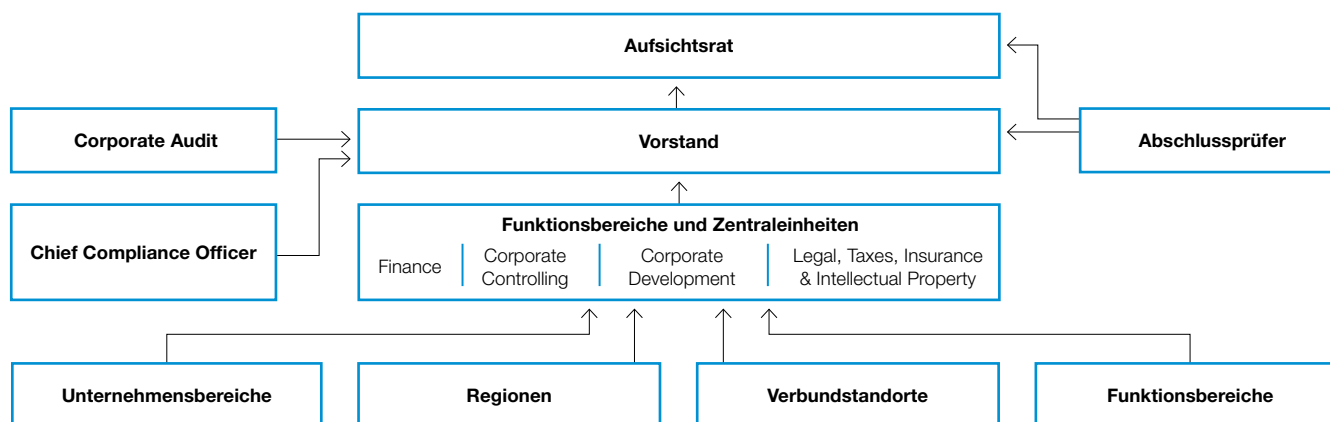 Aufsichtsrat
Corporate Audit
Vorstand
Abschlussprüfer
Chief Compliance Officer
Funktionsbereiche und Zentraleinheiten
Finance
Corporate
Controlling
Corporate
Development
Legal, Taxes, Insurance
& Intellectual Property
Unternehmensbereiche
Regionen
Verbundstandorte
Funktionsbereiche